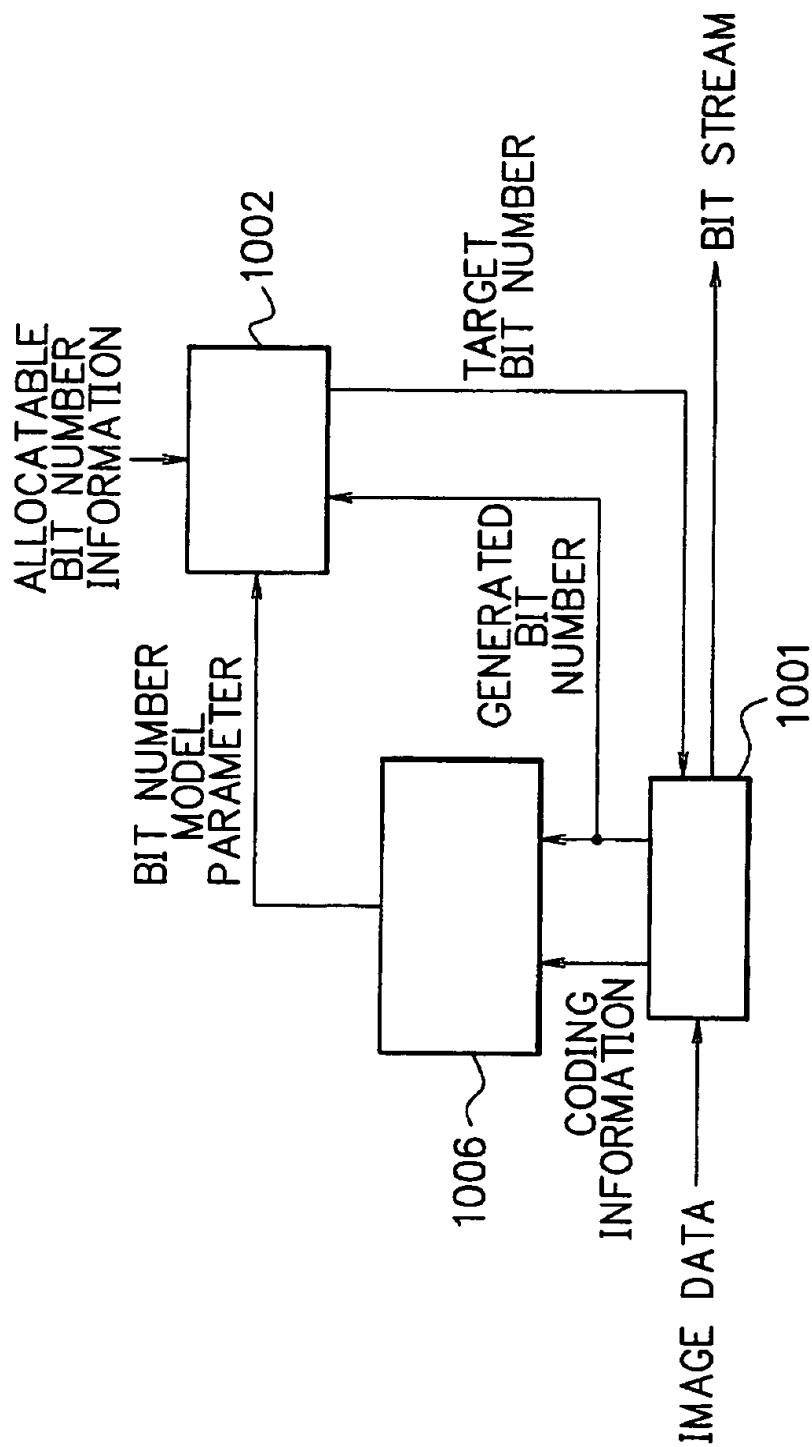 ALLOCATABLE
BIT NUMBER
INFORMATION
1002
BIT NUMBER
MODEL
PARAMETER
TARGET
BIT NUMBER
GENERATED
BIT
NUMBER
1006
CODING
INFORMATION
1001
IMAGE DATA
BIT STREAM